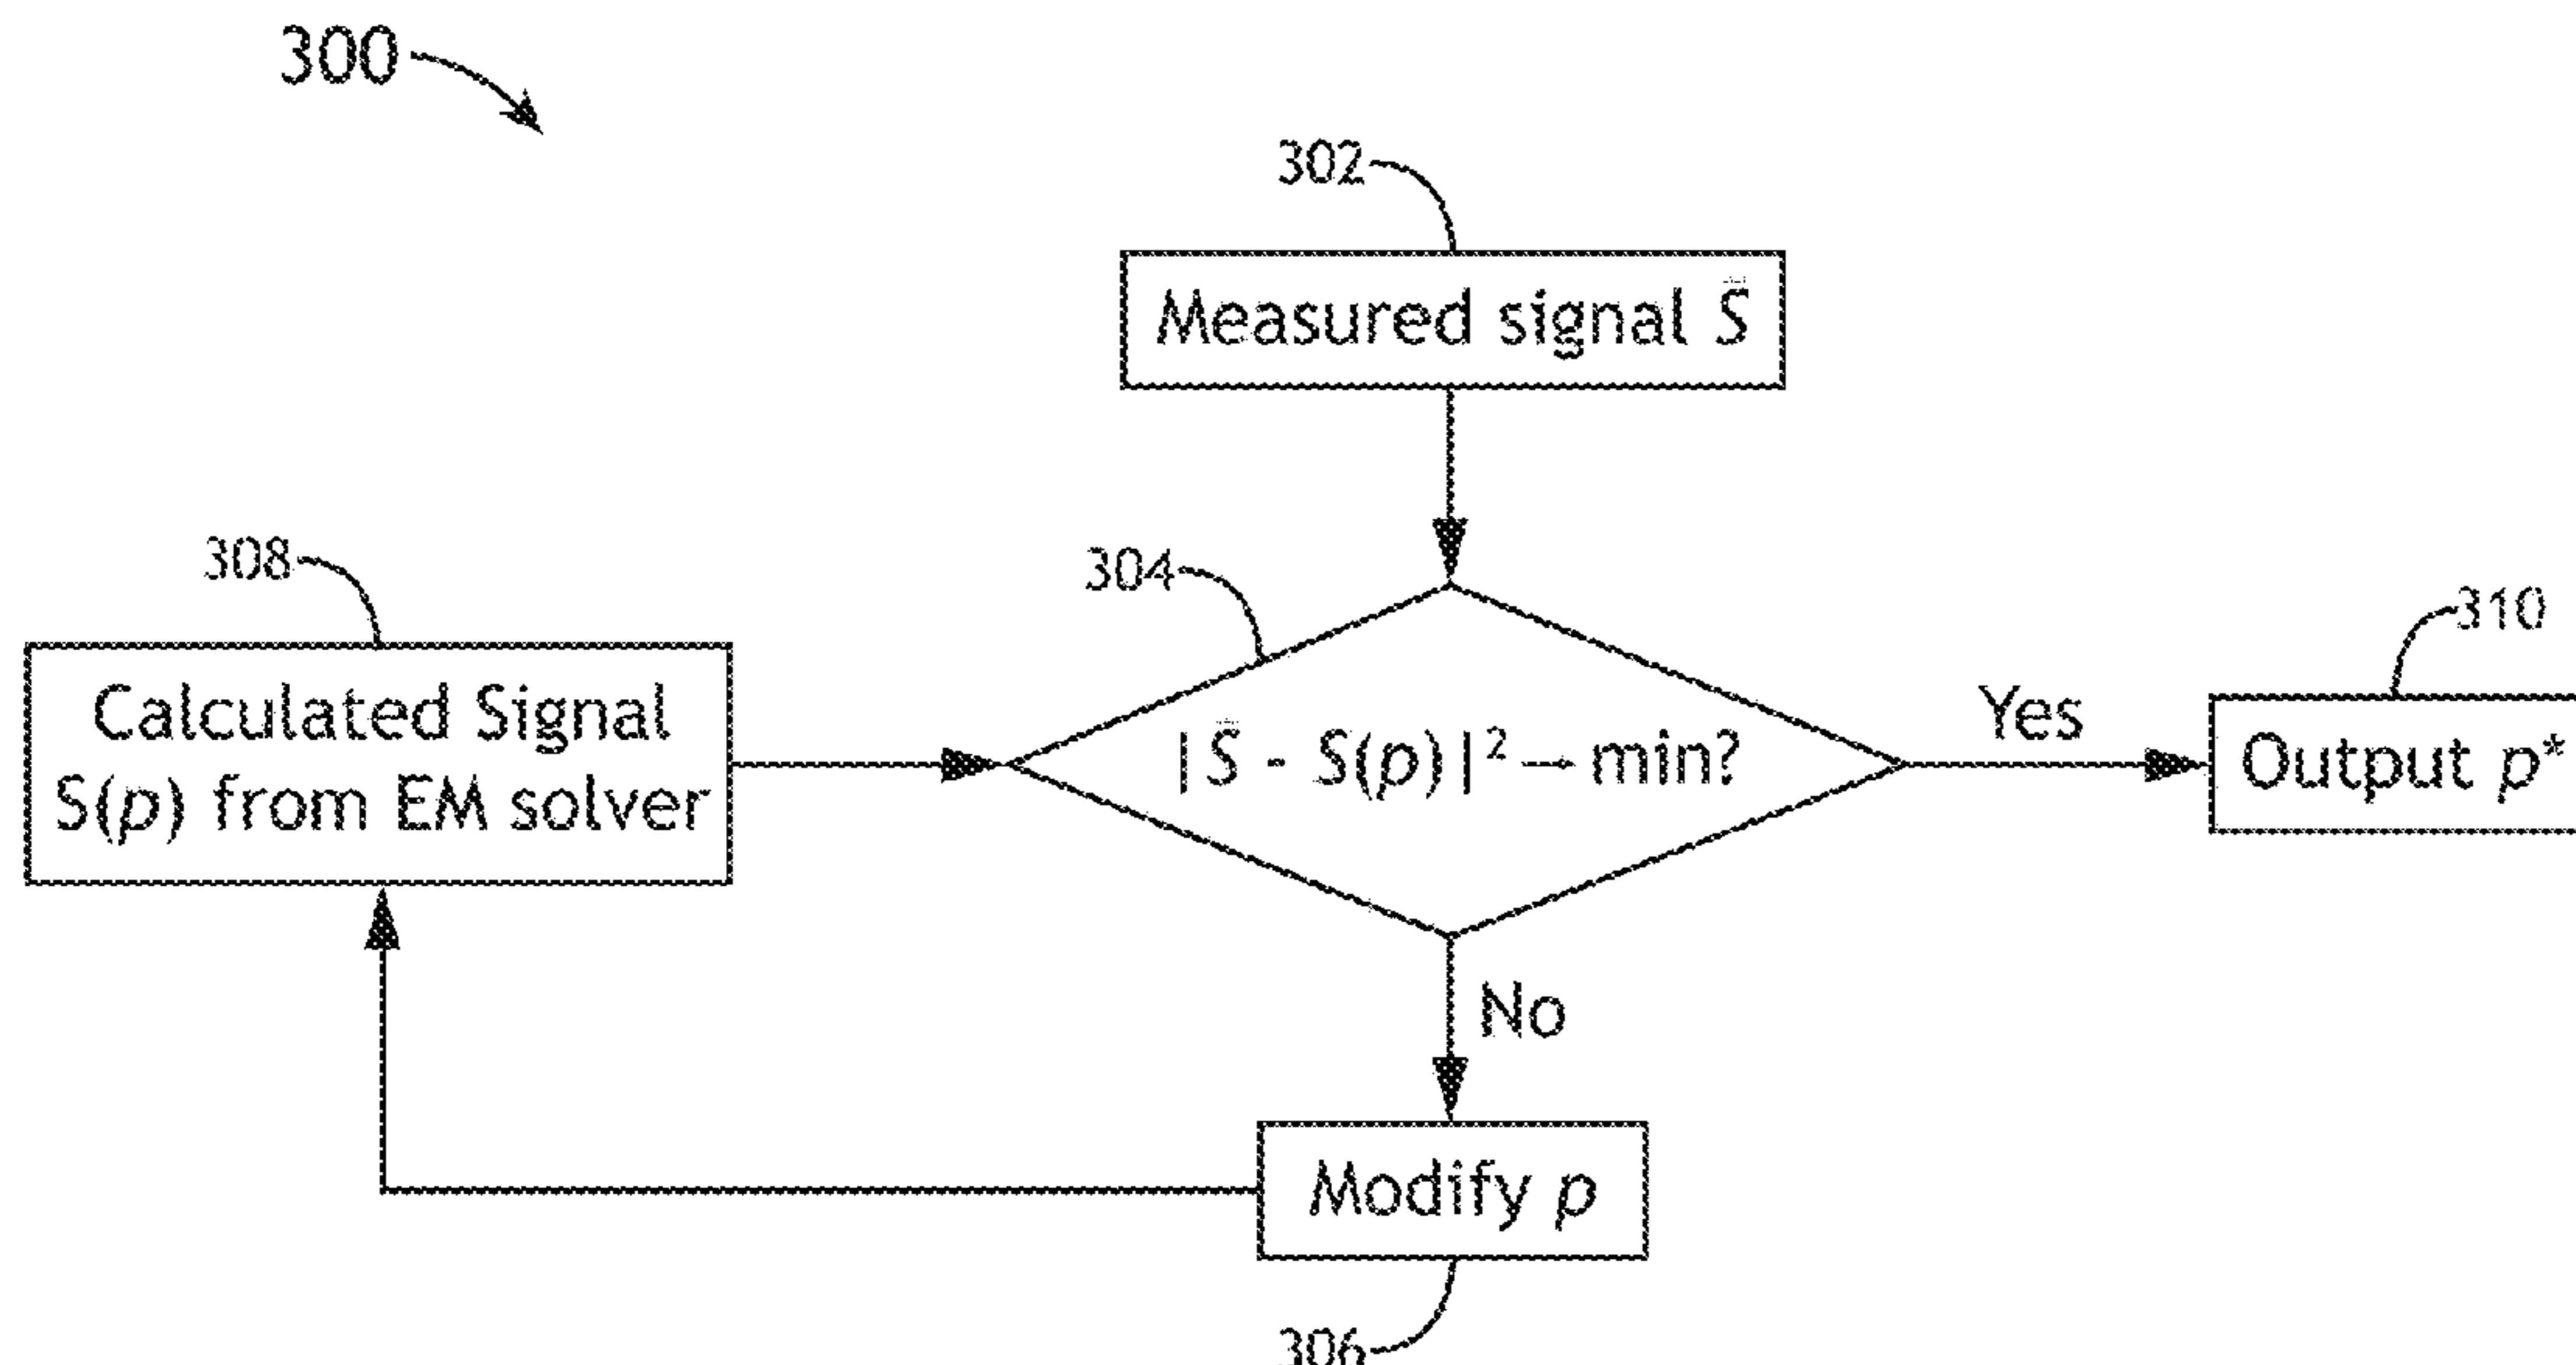 300
302
Measured signal S̃
308
304
310
Calculated Signal
S(p) from EM solver
|S̃ - S(p)|²→min?
Yes
Output p*
No
Modify p
306